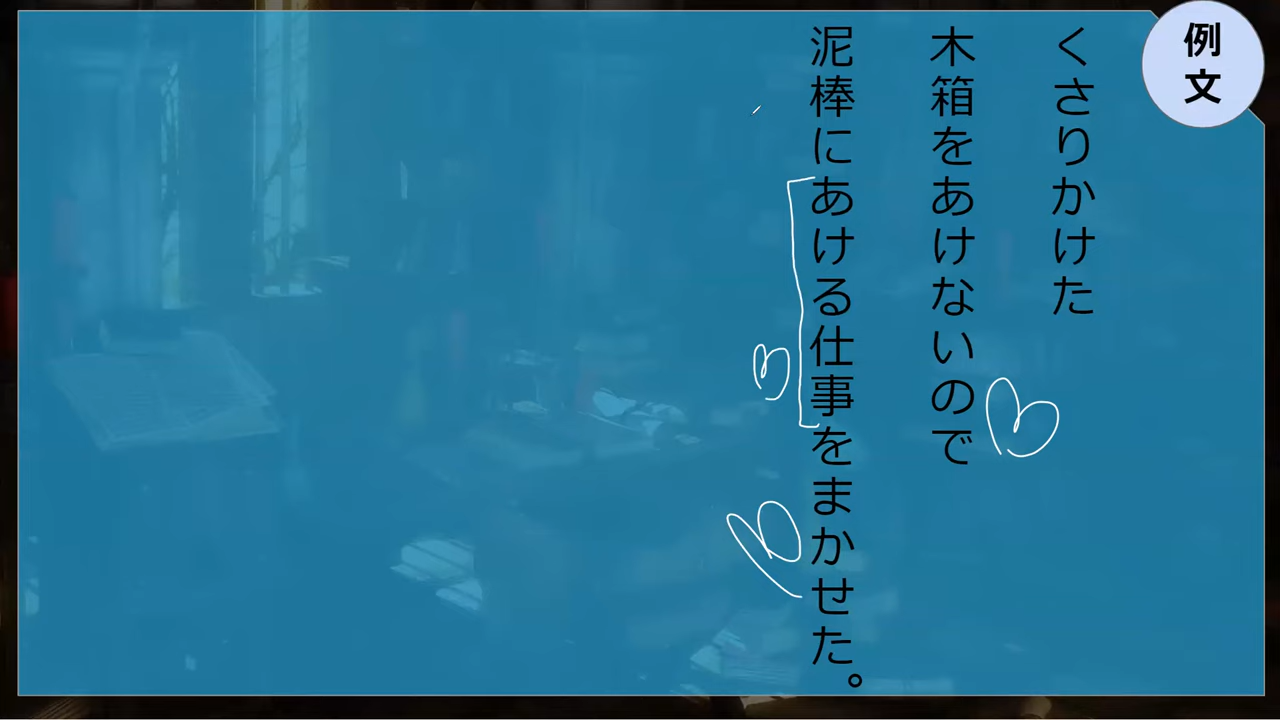 例文
くさりかけた
木箱をあけないので
泥棒にあける仕事をまかせた。